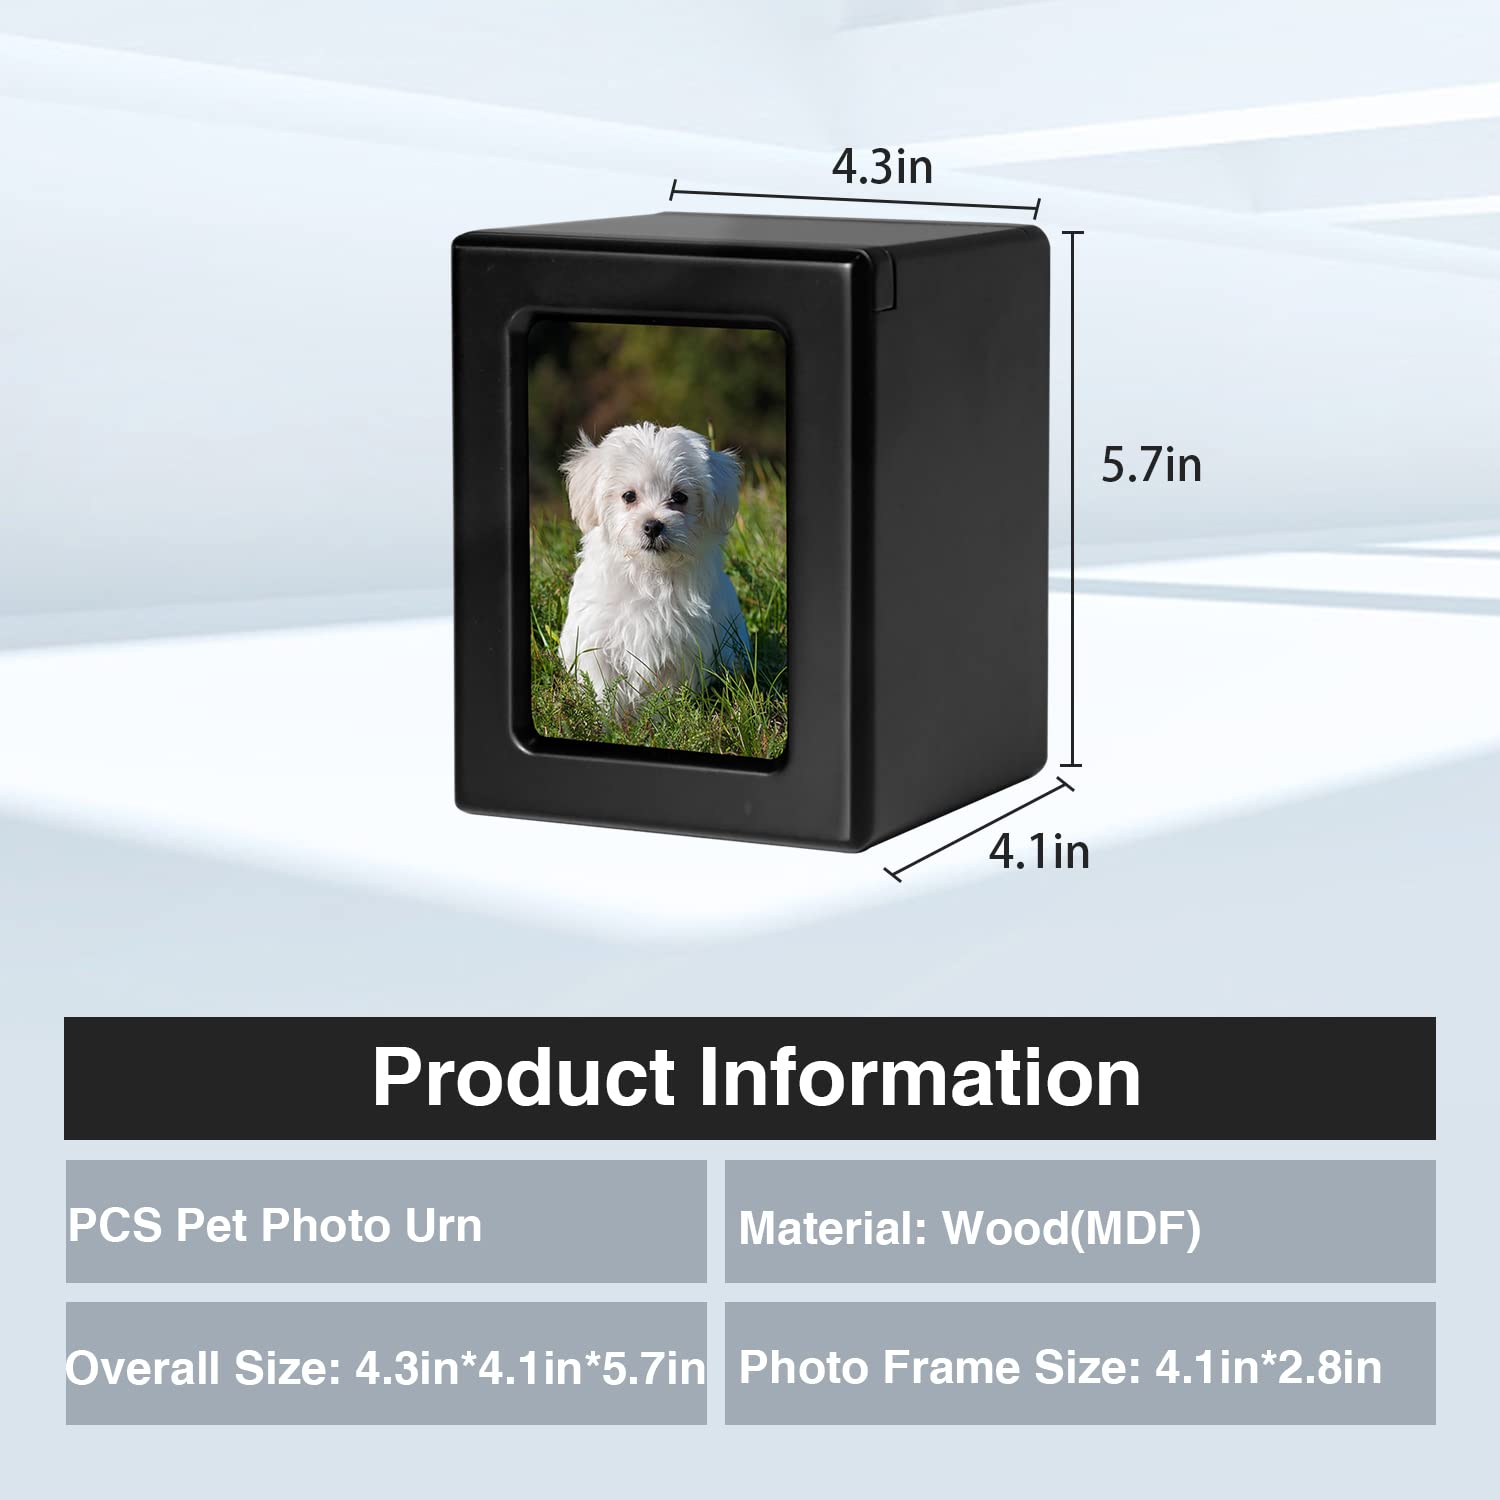 4.3in
5.7in
4.1in
Product Information
PCS Pet Photo Urn
Material: Wood(MDF)
Overall Size: 4.3in*4.1in*5.7in
Photo Frame Size: 4.1in*2.8in